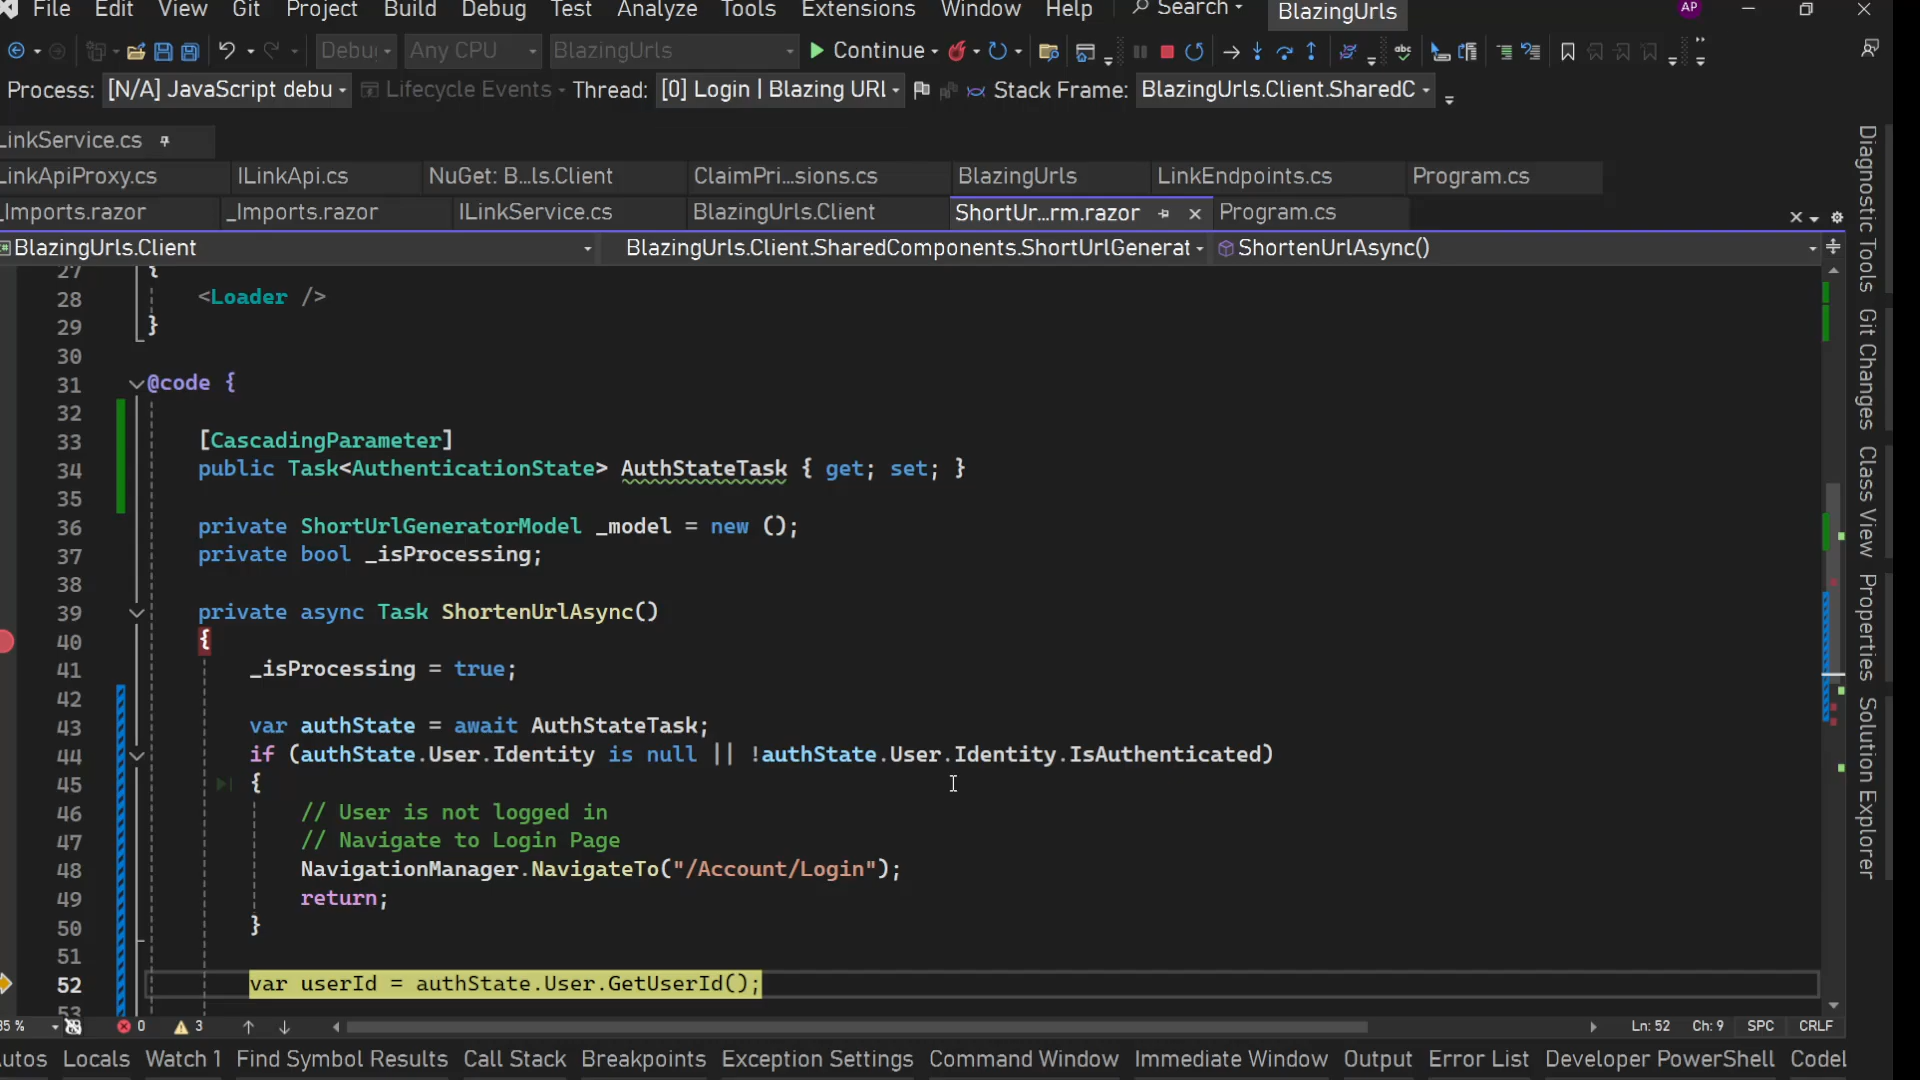 File Edit View Git Project Build Debug Test Analyze Tools Extensions Window Help Search BlazingUrls AP
Debug Any CPU BlazingUrls Continue
Process: [N/A] JavaScript debu Lifecycle Events Thread: [0] Login | Blazing URL Stack Frame: BlazingUrls.Client.SharedC
LinkService.cs
LinkApiProxy.cs ILinkApi.cs NuGet: B...ls.Client ClaimPri...sions.cs BlazingUrls LinkEndpoints.cs Program.cs
_Imports.razor _Imports.razor ILinkService.cs BlazingUrls.Client ShortUr...rm.razor Program.cs
BlazingUrls.Client BlazingUrls.Client.SharedComponents.ShortUrlGenerat ShortenUrlAsync()
27 {
28 <Loader />
29 }
30
31 @code {
32
33 [CascadingParameter]
34 public Task<AuthenticationState> AuthStateTask { get; set; }
35
36 private ShortUrlGeneratorModel _model = new ();
37 private bool _isProcessing;
38
39 private async Task ShortenUrlAsync()
40 {
41 _isProcessing = true;
42
43 var authState = await AuthStateTask;
44 if (authState.User.Identity is null || !authState.User.Identity.IsAuthenticated)
45 {
46 // User is not logged in
47 // Navigate to Login Page
48 NavigationManager.NavigateTo("/Account/Login");
49 return;
50 }
51
52 var userId = authState.User.GetUserId();
53
0 3 Ln: 52 Ch: 9 SPC CRLF
Locals Watch 1 Find Symbol Results Call Stack Breakpoints Exception Settings Command Window Immediate Window Output Error List Developer PowerShell
Diagnostic Tools
Git Changes
Class View
Properties
Solution Explorer